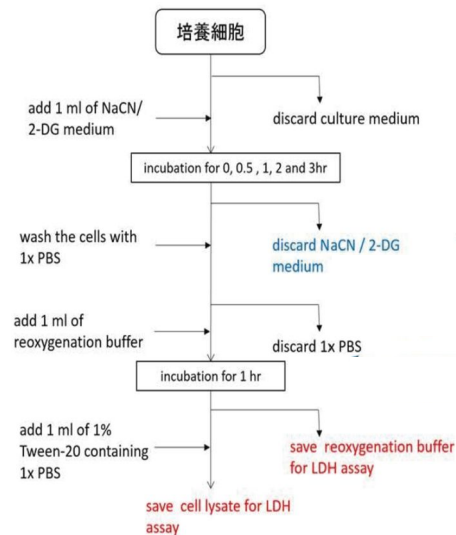 培養細胞
add 1 ml of NaCN/
2-DG medium
discard culture medium
incubation for 0, 0.5 , 1, 2 and 3hr
wash the cells with
1x PBS
discard NaCN / 2-DG
medium
add 1 ml of
reoxygenation buffer
discard 1x PBS
incubation for 1 hr
add 1 ml of 1%
Tween-20 containing
1x PBS
save reoxygenation buffer
for LDH assay
save cell lysate for LDH
assay